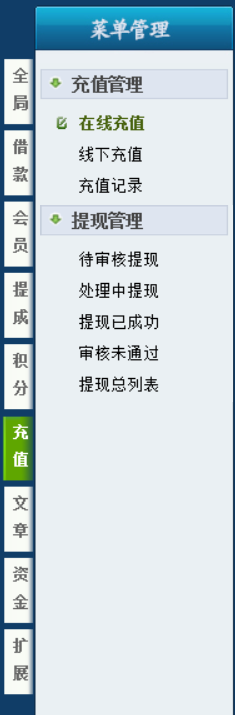 菜单管理
全局
借款
会员
提成
积分
充值
文章
资金
扩展
充值管理
在线充值
线下充值
充值记录
提现管理
待审核提现
处理中提现
提现已成功
审核未通过
提现总列表